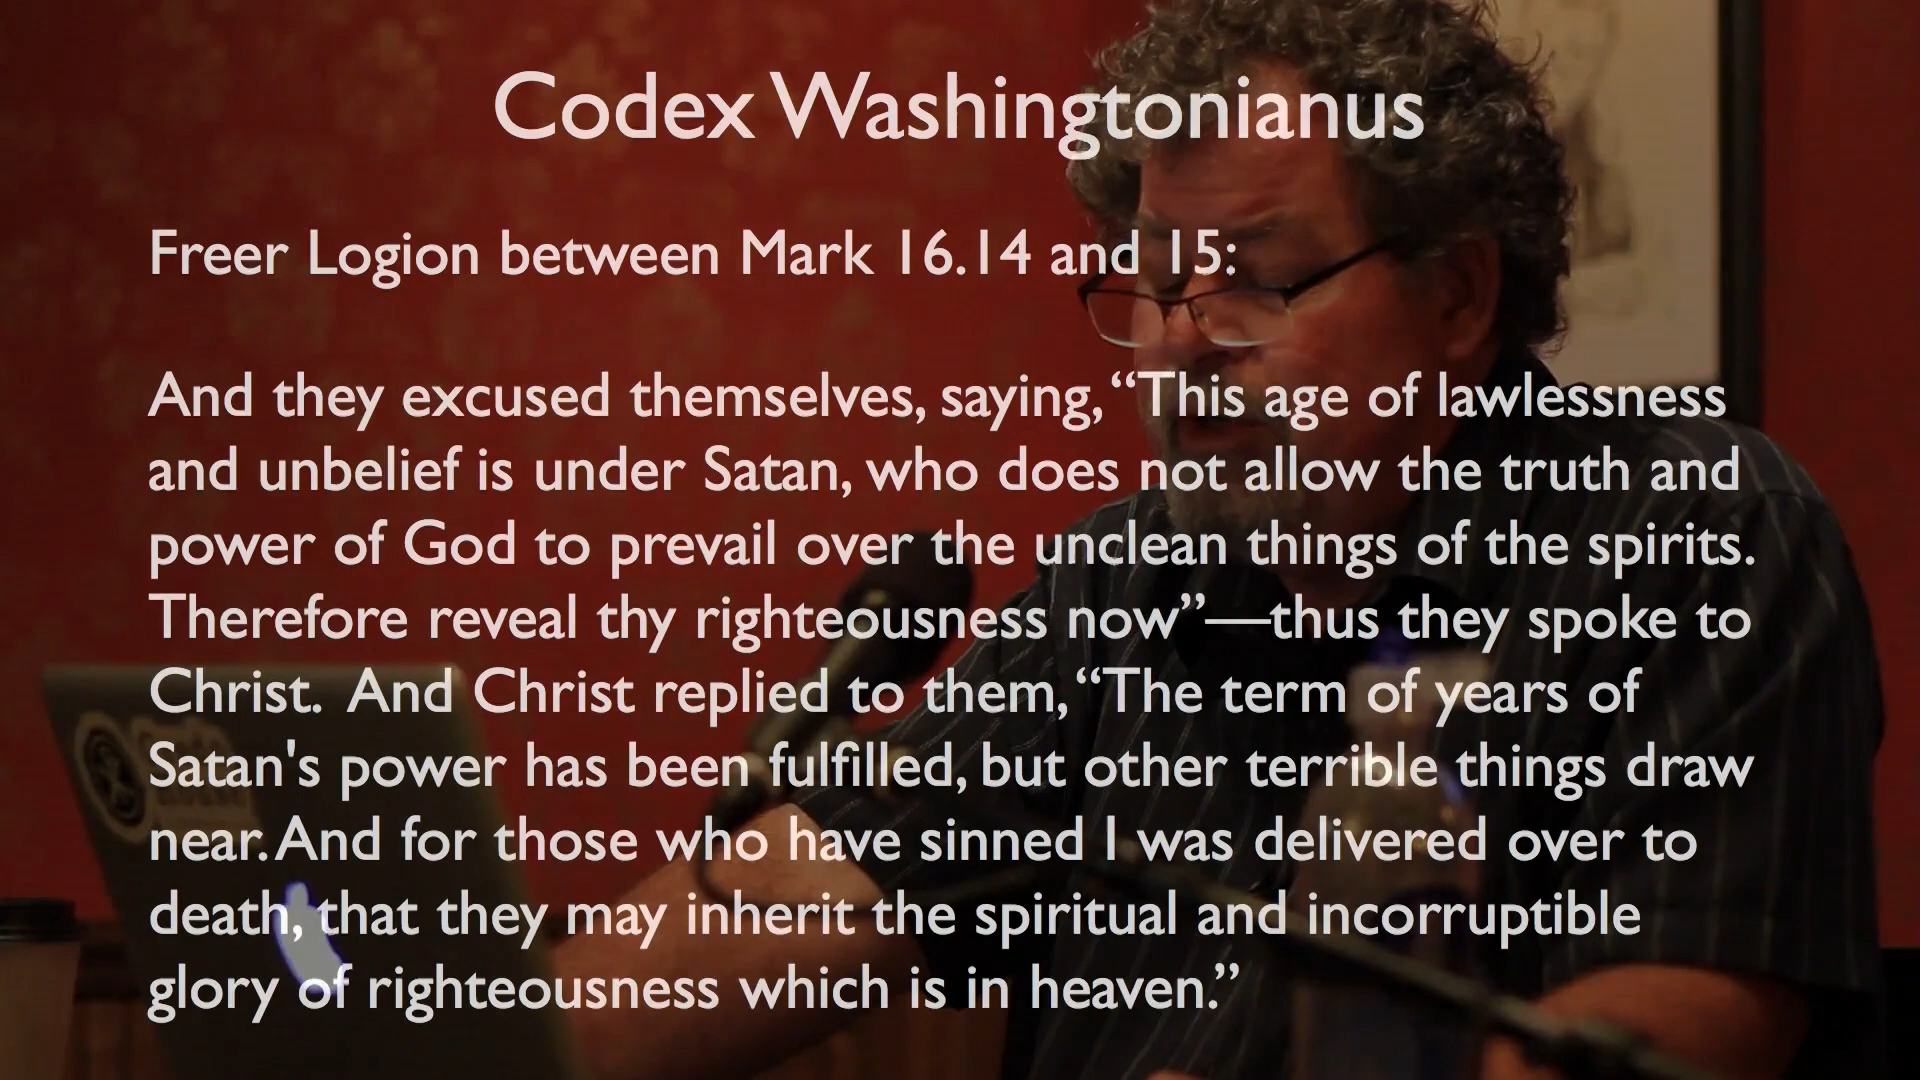 Codex Washingtonianus
Freer Logion between Mark 16.14 and 15:
And they excused themselves, saying, “This age of lawlessness
and unbelief is under Satan, who does not allow the truth and
power of God to prevail over the unclean things of the spirits.
Therefore reveal thy righteousness now”—thus they spoke to
Christ.  And Christ replied to them, “The term of years of
Satan's power has been fulfilled, but other terrible things draw
near. And for those who have sinned I was delivered over to
death, that they may inherit the spiritual and incorruptible
glory of righteousness which is in heaven.”